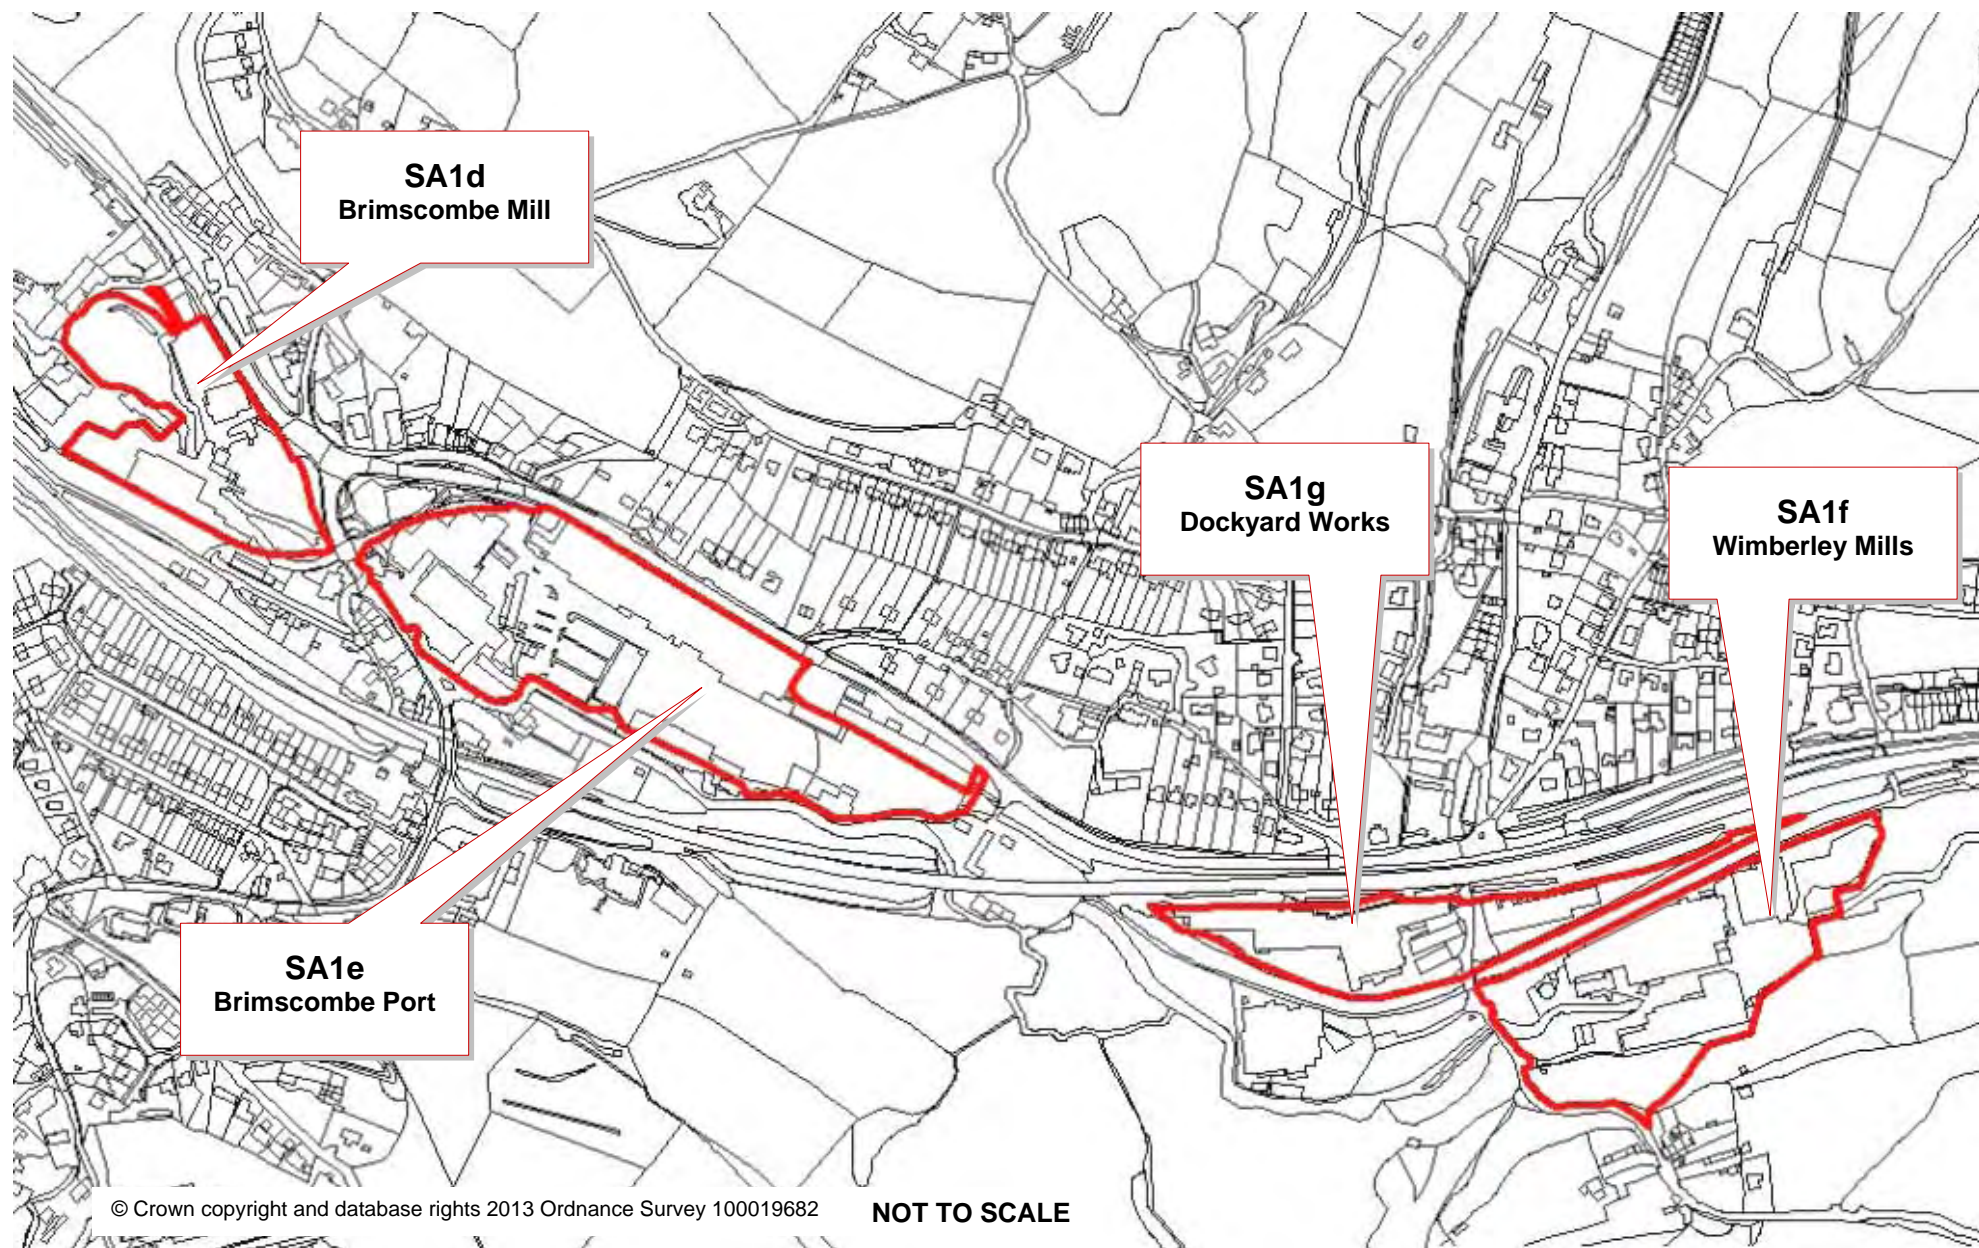 SA1d
Brimscombe Mill
SA1g
Dockyard Works
SA1f
Wimberley Mills
SA1e
Brimscombe Port
© Crown copyright and database rights 2013 Ordnance Survey 100019682
NOT TO SCALE